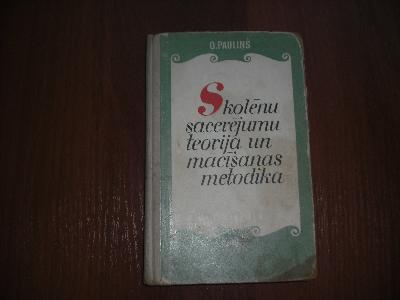 O.PAULIŅŠ
Skolēnu
sacerējumu
teorija un
mācīšanas
metodika